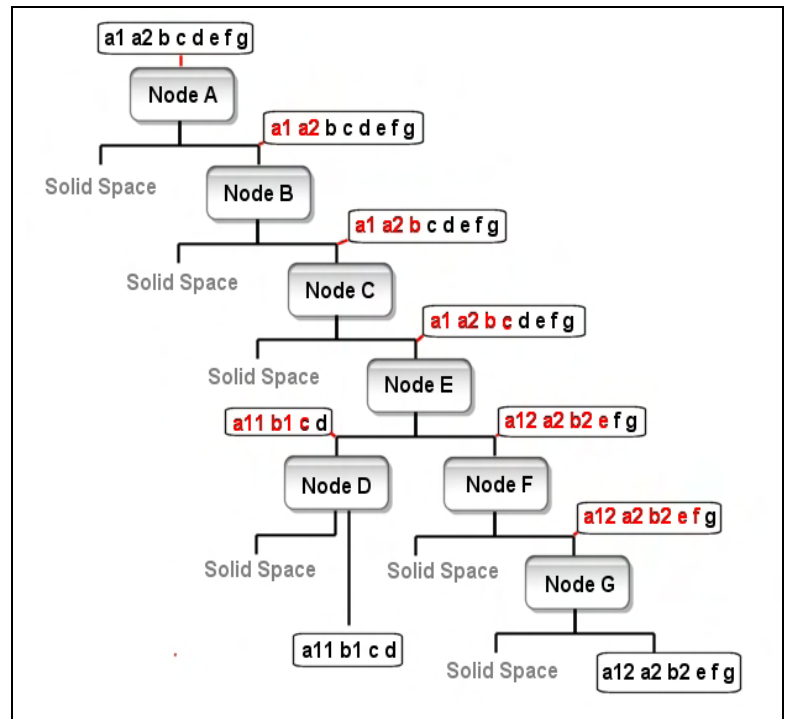 a1 a2 b c d e f g
Node A
a1 a2 b c d e f g
Solid Space
Node B
a1 a2 b c d e f g
Solid Space
Node C
a1 a2 b c d e f g
Solid Space
Node E
a11 b1 c d
a12 a2 b2 e f g
Node D
Node F
a12 a2 b2 e f g
Solid Space
Solid Space
Node G
a11 b1 c d
Solid Space
a12 a2 b2 e f g